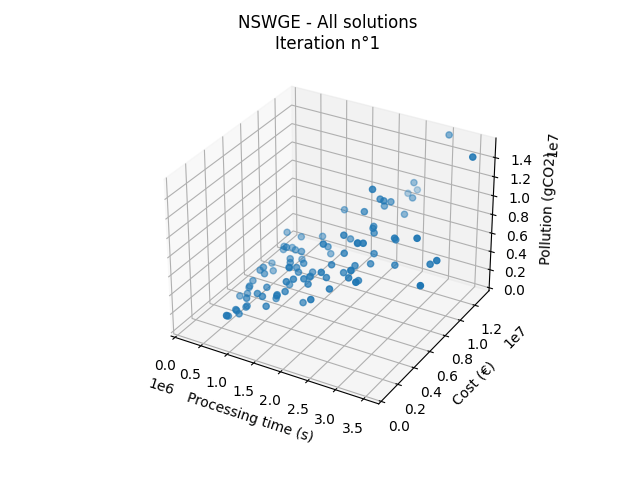 NSWGE - All solutions
Iteration n°1
1e7
Pollution (gCO2)
1.4
1.2
1.0
0.8
0.6
0.4
0.2
0.0
1.2
1.0
0.8
0.6
0.4
0.2
0.0
1e7
Cost (€)
0.0
0.5
1.0
1.5
2.0
2.5
3.0
3.5
1e6
Processing time (s)